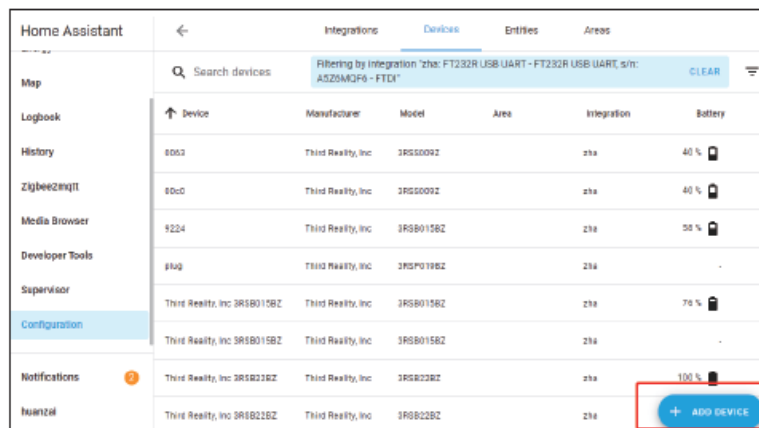 Home Assistant
Integrations Devices Entities Areas
Search devices
Filtering by integration "zha: FT232R USB UART - FT232R USB UART, s/n:
A5Z6MQF6 - FTDI"
CLEAR
Map
Logbook
History
Zigbee2mqtt
Media Browser
Developer Tools
Supervisor
Configuration
Notifications 2
huanzai
Device Manufacturer Model Area Integration Battery
0063 Third Reality, Inc 3RSS009Z zha 40 %
00c0 Third Reality, Inc 3RSS009Z zha 40 %
9224 Third Reality, Inc 3RSB015BZ zha 58 %
plug Third Reality, Inc 3RSP019BZ zha -
Third Reality, Inc 3RSB015BZ Third Reality, Inc 3RSB015BZ zha 76 %
Third Reality, Inc 3RSB015BZ Third Reality, Inc 3RSB015BZ zha -
Third Reality, Inc 3RSB22BZ Third Reality, Inc 3RSB22BZ zha 100 %
Third Reality, Inc 3RSB22BZ Third Reality, Inc 3RSB22BZ zha
+ ADD DEVICE